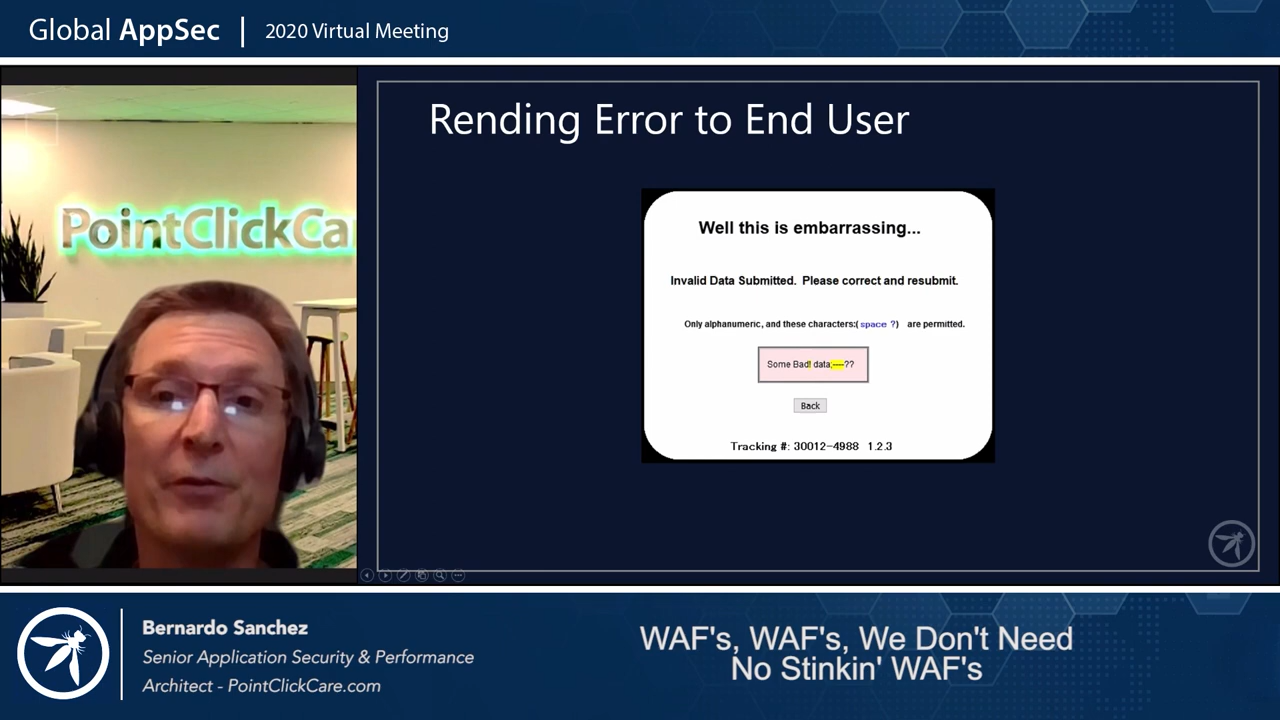 Global AppSec | 2020 Virtual Meeting
PointClickCa
Rending Error to End User
Well this is embarrassing...
Invalid Data Submitted. Please correct and resubmit.
Only alphanumeric, and these characters:( space ?) are permitted.
Some Bad! data;----??
Back
Tracking #: 30012-4988 1.2.3
Bernardo Sanchez
Senior Application Security & Performance
Architect - PointClickCare.com
WAF's, WAF's, We Don't Need
No Stinkin' WAF's